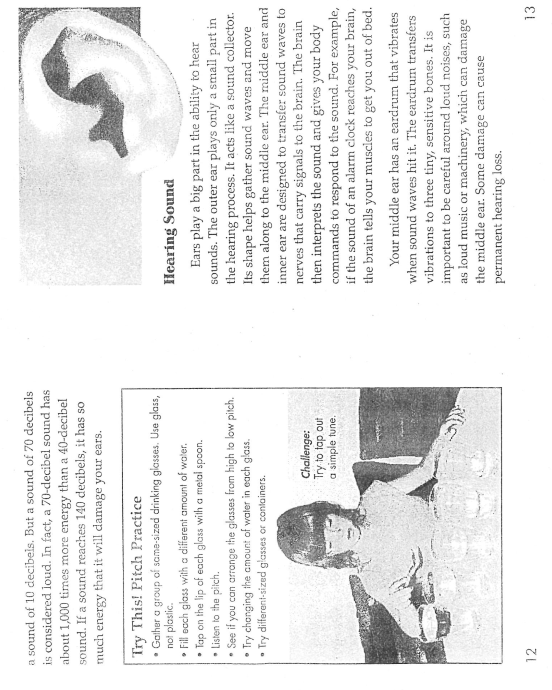 a sound of 10 decibels. But a sound of 70 decibels
is considered loud. In fact, a 70-decibel sound has
about 1,000 times more energy than a 40-decibel
sound. If a sound reaches 140 decibels, it has so
much energy that it will damage your ears.
Try This! Pitch Practice
• Gather a group of same-sized drinking glasses. Use glass,
not plastic.
• Fill each glass with a different amount of water.
• Tap on the lip of each glass with a metal spoon.
• Listen to the pitch.
• See if you can arrange the glasses from high to low pitch.
• Try changing the amount of water in each glass.
• Try different-sized glasses or containers.
Challenge:
Try to tap out
a simple tune.
12
Hearing Sound
Ears play a big part in the ability to hear
sounds. The outer ear plays only a small part in
the hearing process. It acts like a sound collector.
Its shape helps gather sound waves and move
them along to the middle ear. The middle ear and
inner ear are designed to transfer sound waves to
nerves that carry signals to the brain. The brain
then interprets the sound and gives your body
commands to respond to the sound. For example,
if the sound of an alarm clock reaches your brain,
the brain tells your muscles to get you out of bed.
Your middle ear has an eardrum that vibrates
when sound waves hit it. The eardrum transfers
vibrations to three tiny, sensitive bones. It is
important to be careful around loud noises, such
as loud music or machinery, which can damage
the middle ear. Some damage can cause
permanent hearing loss.
13